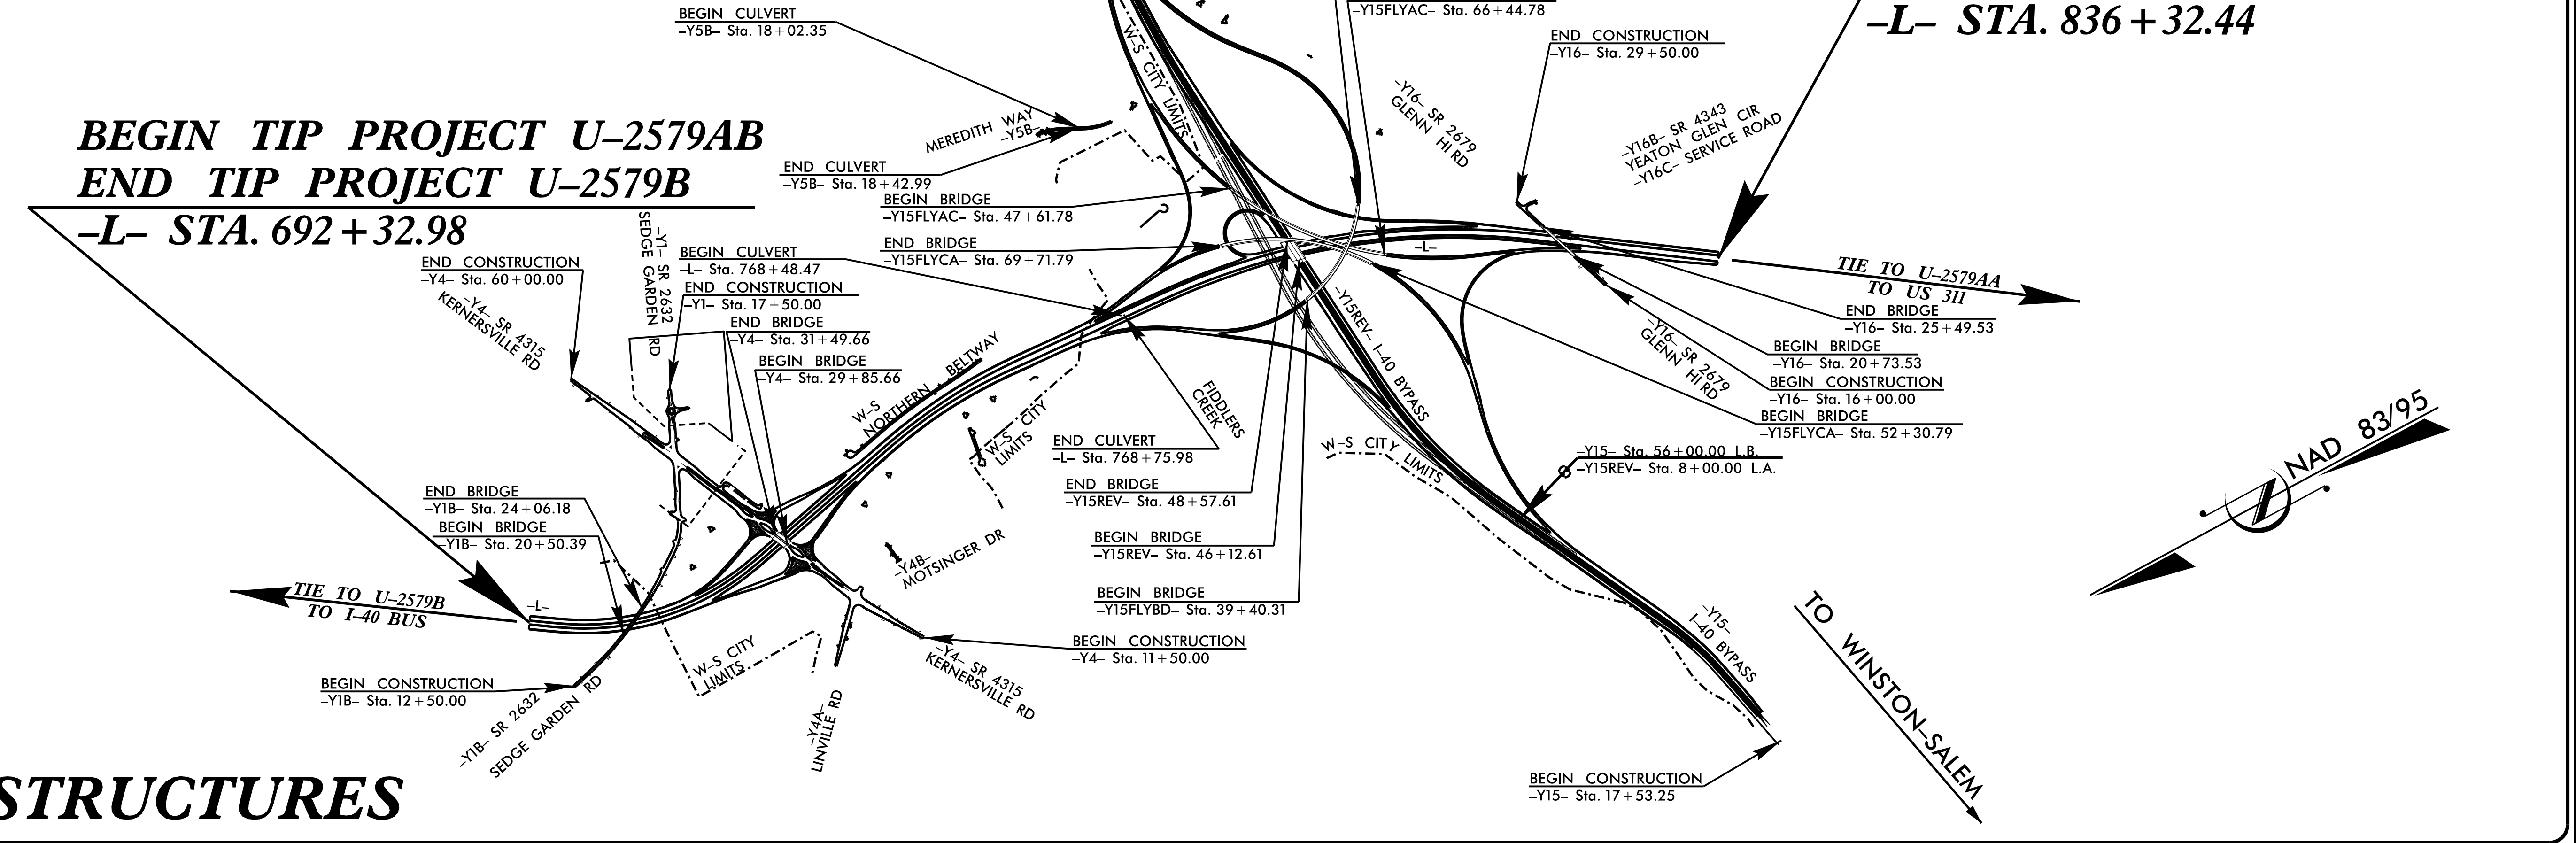 BEGIN CULVERT
–Y5B– Sta. 18+02.35
–Y15FLYAC– Sta. 66+44.78
–L– STA. 836+32.44
END CONSTRUCTION
–Y16– Sta. 29+50.00
W–S CITY LIMITS
BEGIN TIP PROJECT U–2579AB
END TIP PROJECT U–2579B
–L– STA. 692+32.98
MEREDITH WAY
–Y5B–
–Y16– SR 2679
GLENN HI RD
–Y16B– SR 4343
YEATON GLEN CIR
–Y16C– SERVICE ROAD
END CULVERT
–Y5B– Sta. 18+42.99
BEGIN BRIDGE
–Y15FLYAC– Sta. 47+61.78
END BRIDGE
–Y15FLYCA– Sta. 69+71.79
–L–
END CONSTRUCTION
–Y4– Sta. 60+00.00
–Y1– SR 2632
SEDGE GARDEN RD
BEGIN CULVERT
–L– Sta. 768+48.47
END CONSTRUCTION
–Y1– Sta. 17+50.00
END BRIDGE
–Y4– Sta. 31+49.66
BEGIN BRIDGE
–Y4– Sta. 29+85.66
–Y4– SR 4315
KERNERSVILLE RD
TIE TO U–2579AA
TO US 311
END BRIDGE
–Y16– Sta. 25+49.53
BEGIN BRIDGE
–Y16– Sta. 20+73.53
BEGIN CONSTRUCTION
–Y16– Sta. 16+00.00
BEGIN BRIDGE
–Y15FLYCA– Sta. 52+30.79
–Y16– SR 2679
GLENN HI RD
–Y15REV– I–40 BYPASS
W–S
NORTHERN BELTWAY
FIDDLERS
CREEK
W–S CITY
LIMITS
END CULVERT
–L– Sta. 768+75.98
W–S CITY LIMITS
–Y15– Sta. 56+00.00 L.B.
–Y15REV– Sta. 8+00.00 L.A.
NAD 83/95
END BRIDGE
–Y15REV– Sta. 48+57.61
END BRIDGE
–Y1B– Sta. 24+06.18
BEGIN BRIDGE
–Y1B– Sta. 20+50.39
BEGIN BRIDGE
–Y15REV– Sta. 46+12.61
–Y4B–
MOTSINGER DR
BEGIN BRIDGE
–Y15FLYBD– Sta. 39+40.31
TIE TO U–2579B
TO I–40 BUS
–L–
BEGIN CONSTRUCTION
–Y4– Sta. 11+50.00
–Y4– SR 4315
KERNERSVILLE RD
W–S CITY
LIMITS
–Y15–
I–40 BYPASS
TO WINSTON–SALEM
BEGIN CONSTRUCTION
–Y1B– Sta. 12+50.00
–Y1B– SR 2632
SEDGE GARDEN RD
–Y4A–
LINVILLE RD
BEGIN CONSTRUCTION
–Y15– Sta. 17+53.25
STRUCTURES